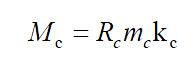 M_c = R_c m_c k_c